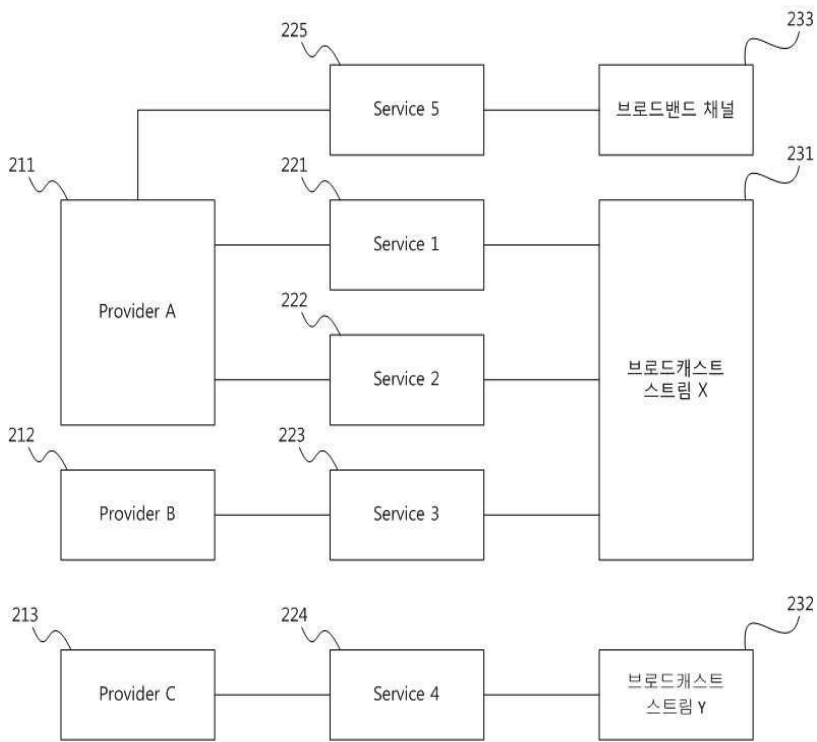 225
233
Service 5
브로드밴드 채널
211
221
231
Service 1
Provider A
222
Service 2
브로드캐스트
스트림 X
212
223
Provider B
Service 3
213
224
232
Provider C
Service 4
브로드캐스트
스트림 Y